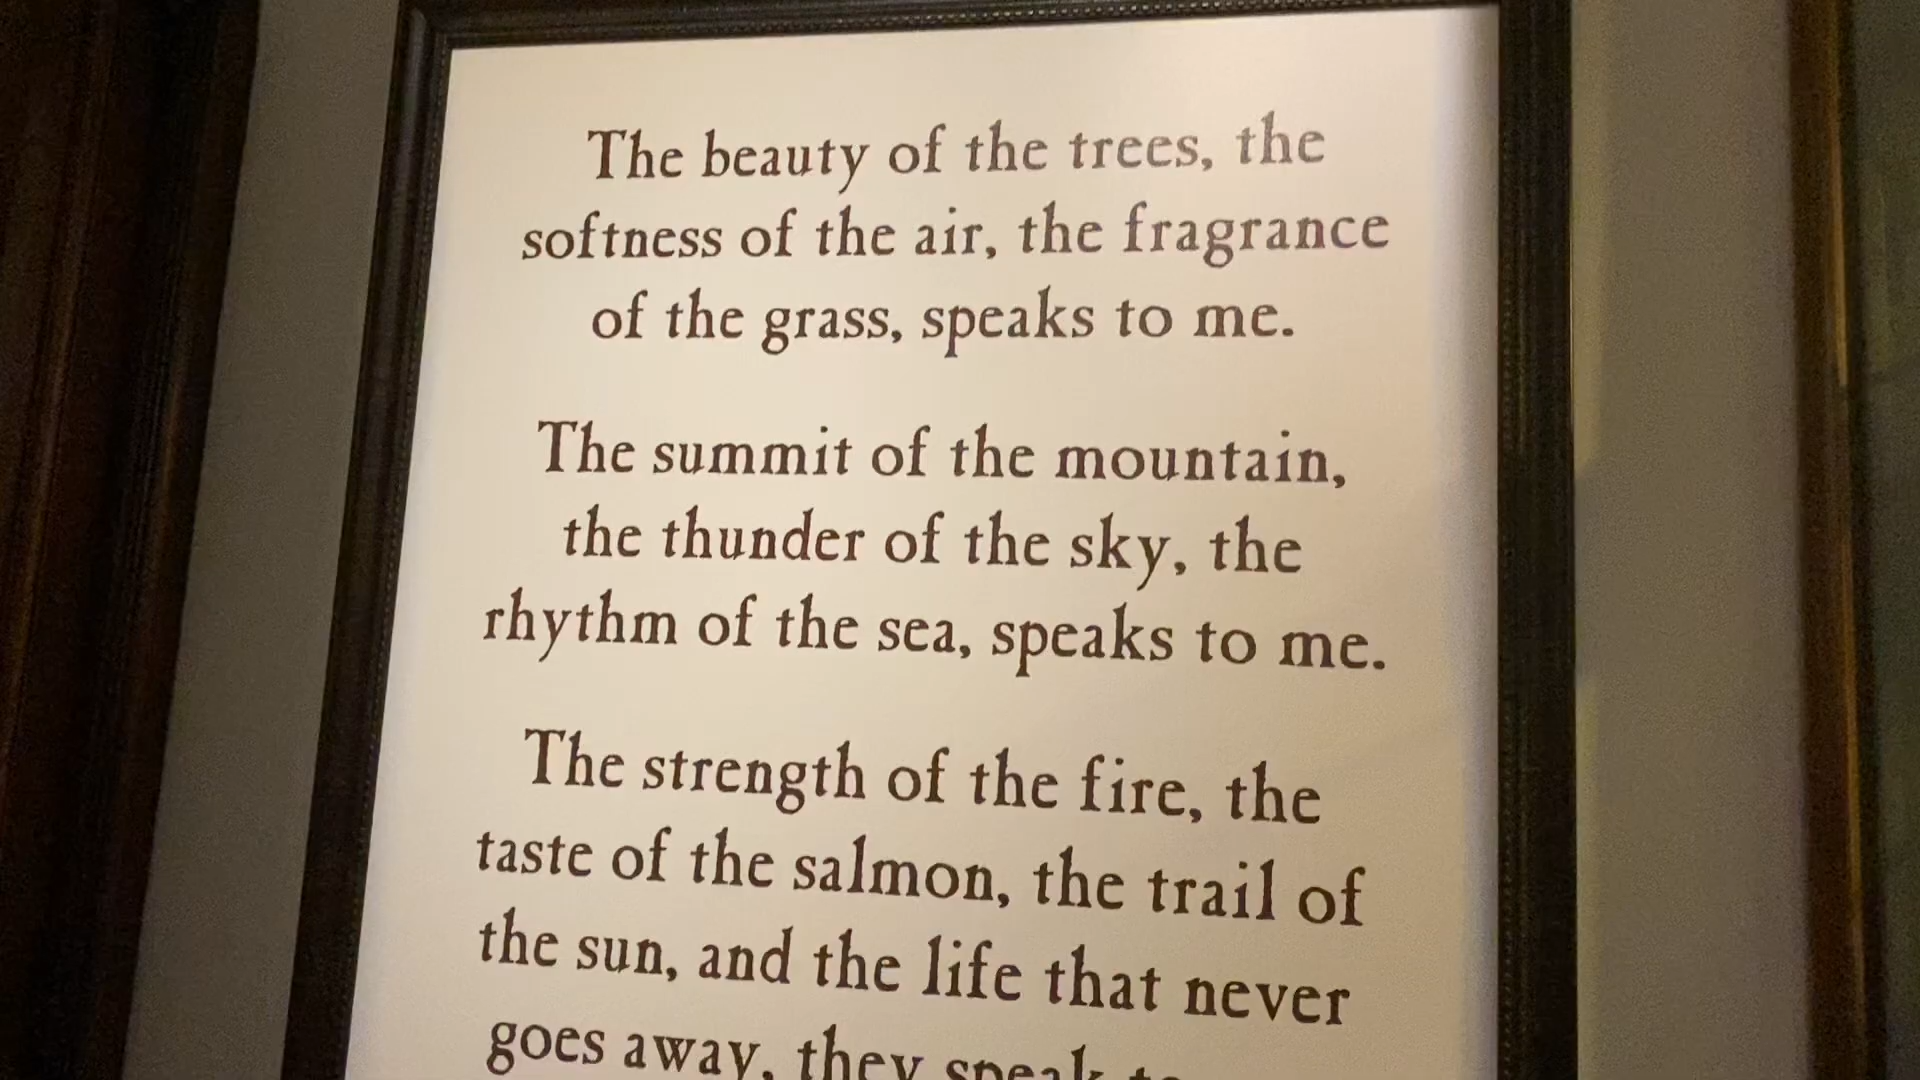 The beauty of the trees, the
softness of the air, the fragrance
of the grass, speaks to me.
The summit of the mountain,
the thunder of the sky, the
rhythm of the sea, speaks to me.
The strength of the fire, the
taste of the salmon, the trail of
the sun, and the life that never
goes away, they speak to